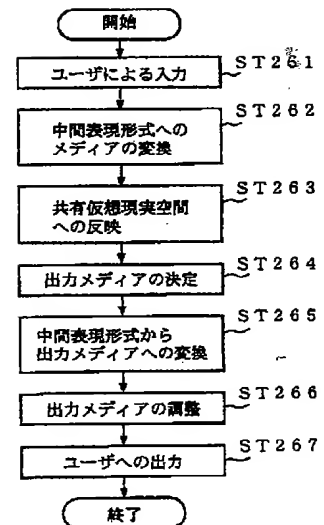 開始
ST261
ユーザによる入力
ST262
中間表現形式への
メディアの変換
ST263
共有仮想現実空間
への反映
ST264
出力メディアの決定
ST265
中間表現形式から
出力メディアへの変換
ST266
出力メディアの調整
ST267
ユーザへの出力
終了